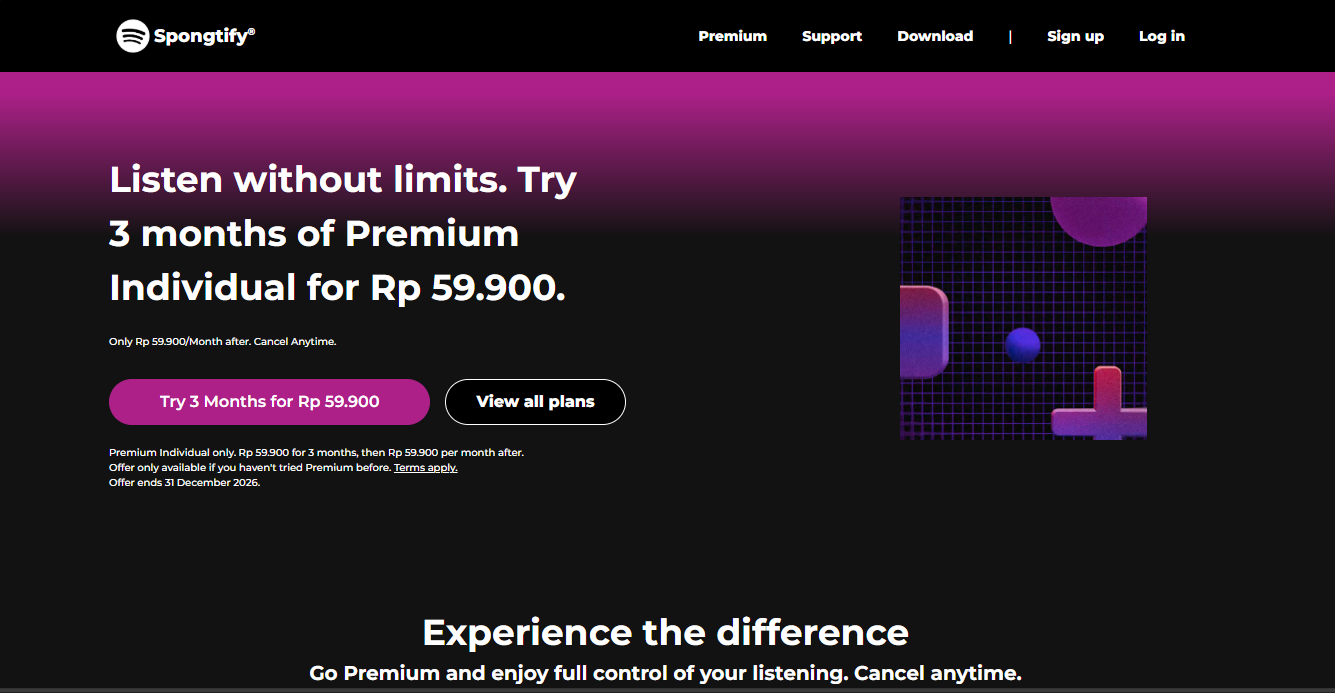 Spongtify®
Premium Support Download | Sign up Log in
Listen without limits. Try
3 months of Premium
Individual for Rp 59.900.
Only Rp 59.900/Month after. Cancel Anytime.
Try 3 Months for Rp 59.900
View all plans
Premium Individual only. Rp 59.900 for 3 months, then Rp 59.900 per month after.
Offer only available if you haven't tried Premium before. Terms apply.
Offer ends 31 December 2026.
Experience the difference
Go Premium and enjoy full control of your listening. Cancel anytime.